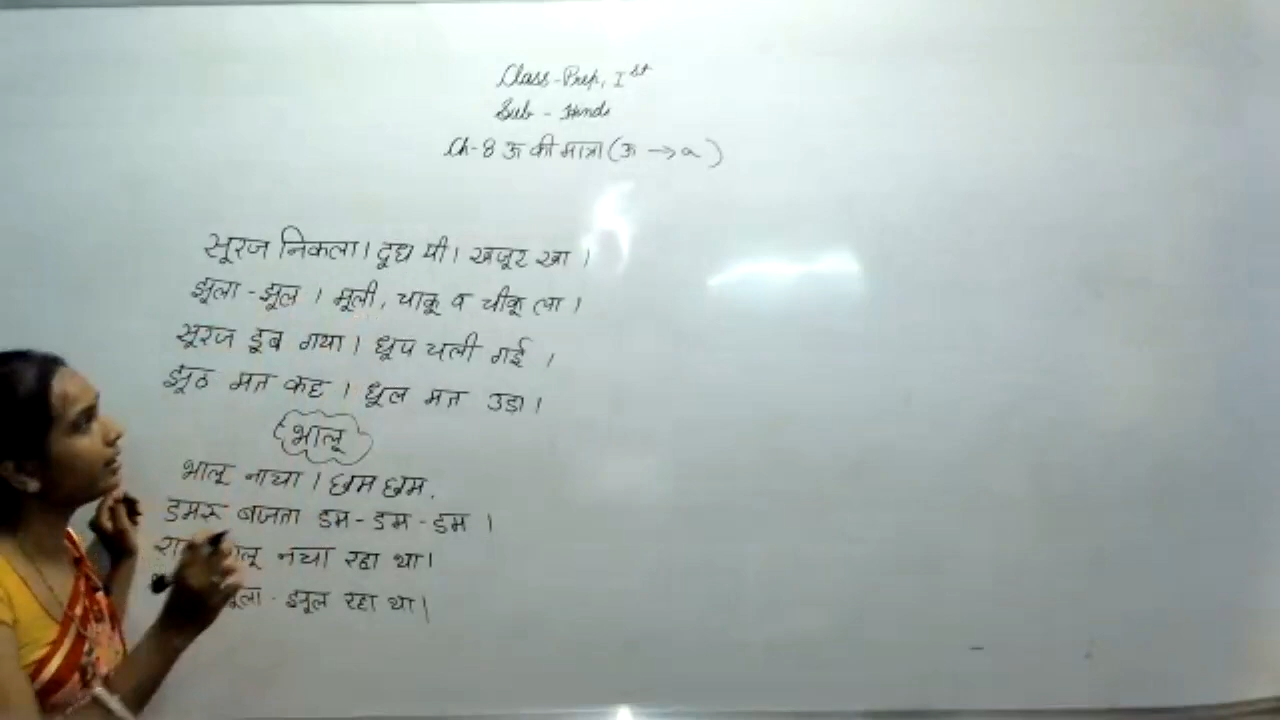 Class-Prep, Ist
Sub - Hindi
Ch-8 ऊ की मात्रा (ऊ → ू)
सूरज निकला। दूध पी। खजूर खा।
झूला - झूल। मूली, चाकू व चीकू ला।
सूरज डूब गया। धूप चली गई।
झूठ मत कह। धूल मत उड़ा।
भालू
भालू नाचा। छम छम.
डमरू बजता डम - डम - डम।
नचा रहा था।
झूल रहा था।